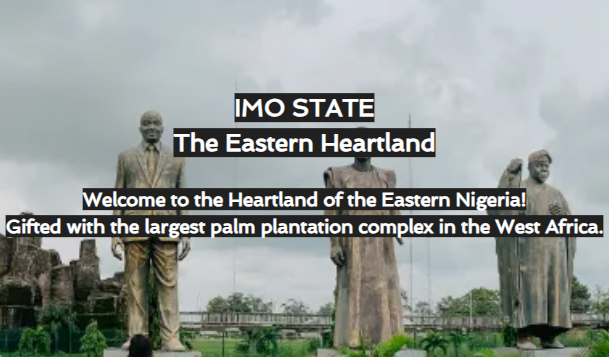 IMO STATE
The Eastern Heartland
Welcome to the Heartland of the Eastern Nigeria!
Gifted with the largest palm plantation complex in the West Africa.